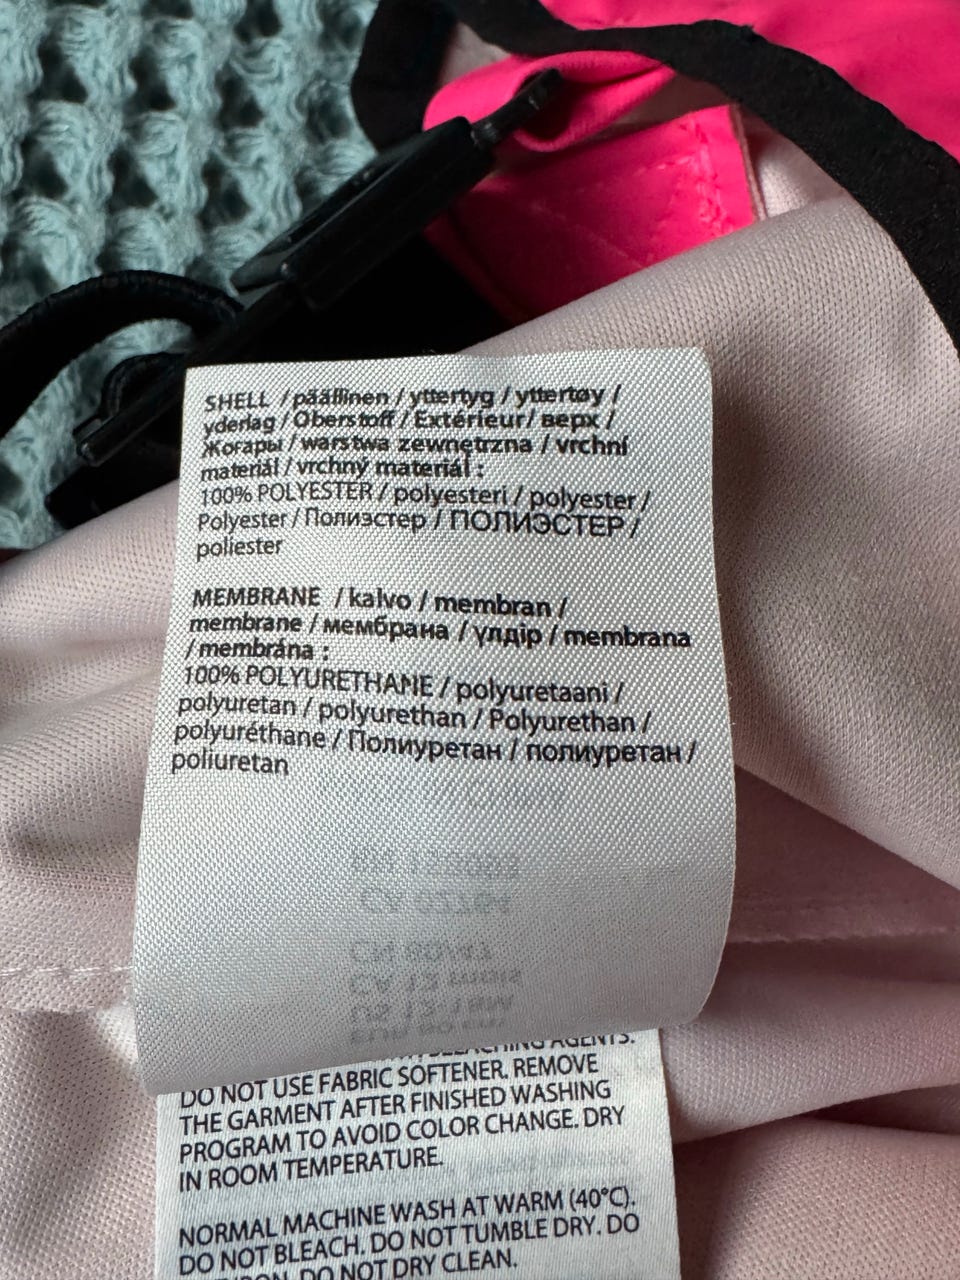 SHELL / päällinen / yttertyg / yttertøy /
yderlag / Oberstoff / Extérieur / верх /
Жоғарғы / warstwa zewnętrzna / vrchní
materiál / vrchný materiál :
100% POLYESTER / polyesteri / polyester /
Polyester / Полиэстер / ПОЛИЭСТЕР /
poliester
MEMBRANE / kalvo / membran /
membrane / мембрана / үлдір / membrana
/ membrána :
100% POLYURETHANE / polyuretaani /
polyuretan / polyurethan / Polyurethan /
polyuréthane / Полиуретан / полиуретан /
poliuretan
BLEACHING AGENTS.
DO NOT USE FABRIC SOFTENER. REMOVE
THE GARMENT AFTER FINISHED WASHING
PROGRAM TO AVOID COLOR CHANGE. DRY
IN ROOM TEMPERATURE.
NORMAL MACHINE WASH AT WARM (40°C).
DO NOT BLEACH. DO NOT TUMBLE DRY. DO
IRON. DO NOT DRY CLEAN.